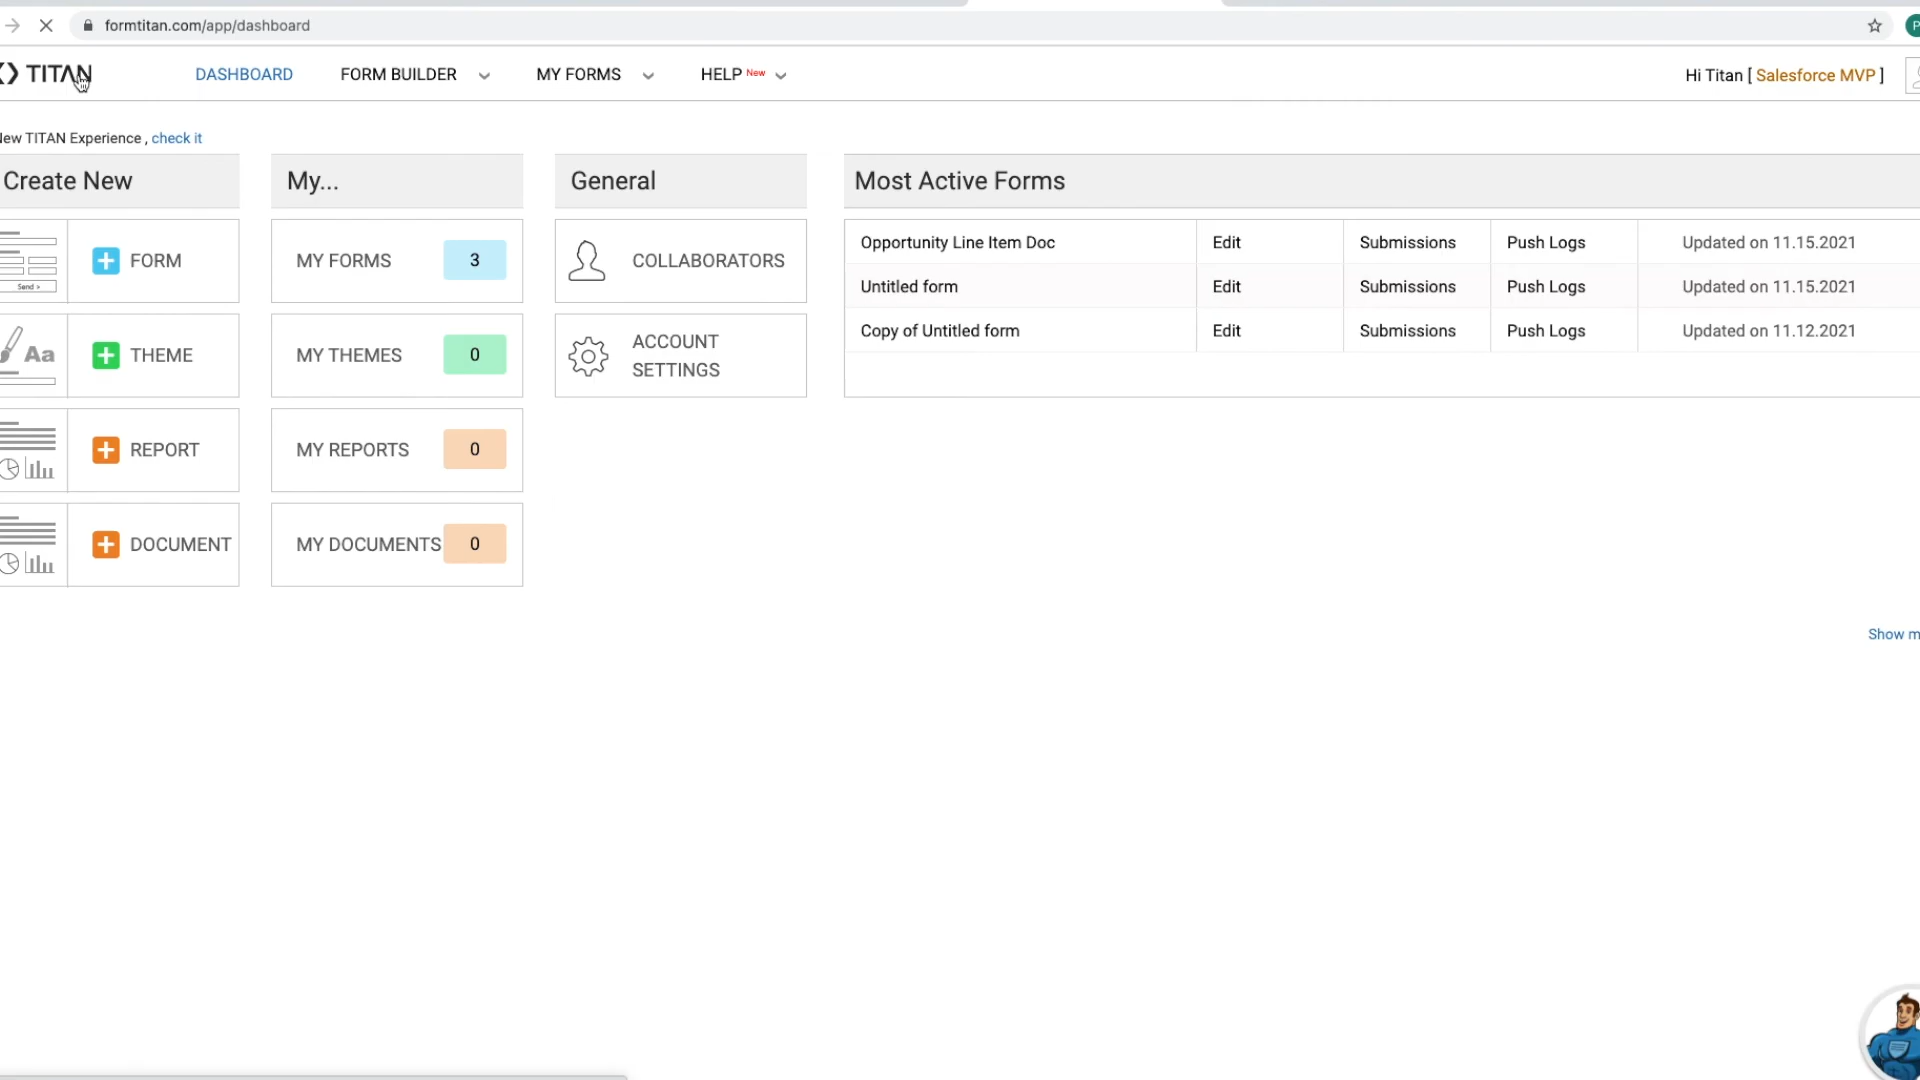 formtitan.com/app/dashboard
TITAN
DASHBOARD
FORM BUILDER
MY FORMS
HELP New
Hi Titan [ Salesforce MVP ]
New TITAN Experience , check it
Create New
My...
General
Most Active Forms
Send >
FORM
MY FORMS 3
COLLABORATORS
Opportunity Line Item Doc Edit Submissions Push Logs Updated on 11.15.2021
Untitled form Edit Submissions Push Logs Updated on 11.15.2021
Copy of Untitled form Edit Submissions Push Logs Updated on 11.12.2021
Aa
THEME
MY THEMES 0
ACCOUNT
SETTINGS
REPORT
MY REPORTS 0
DOCUMENT
MY DOCUMENTS 0
Show m